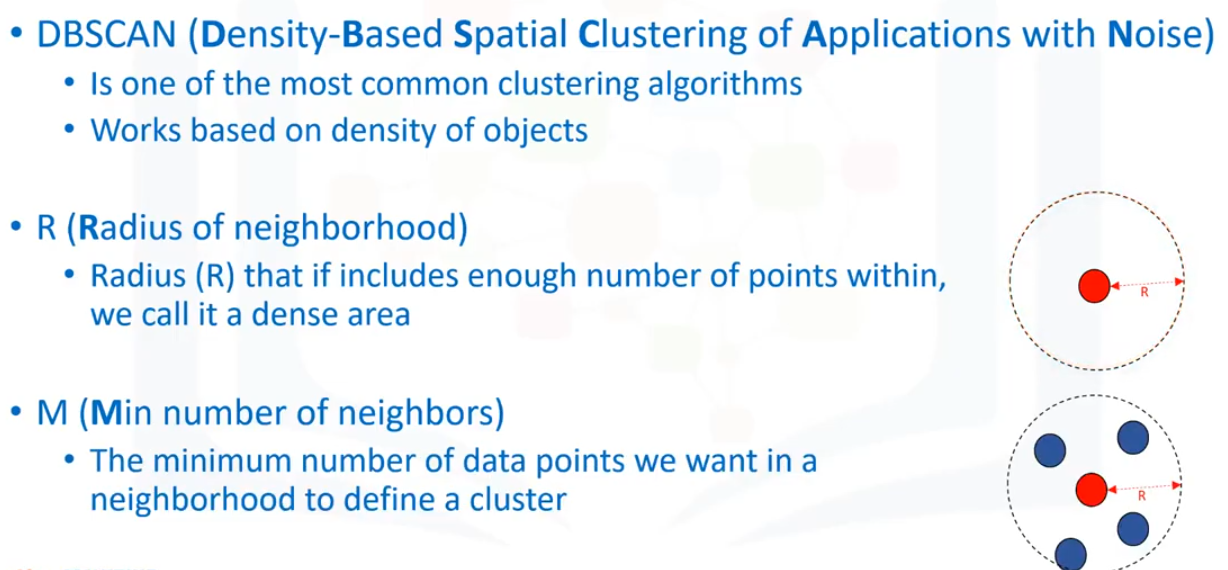 • DBSCAN (Density-Based Spatial Clustering of Applications with Noise)
• Is one of the most common clustering algorithms
• Works based on density of objects
• R (Radius of neighborhood)
• Radius (R) that if includes enough number of points within,
we call it a dense area
R
• M (Min number of neighbors)
• The minimum number of data points we want in a
neighborhood to define a cluster
R